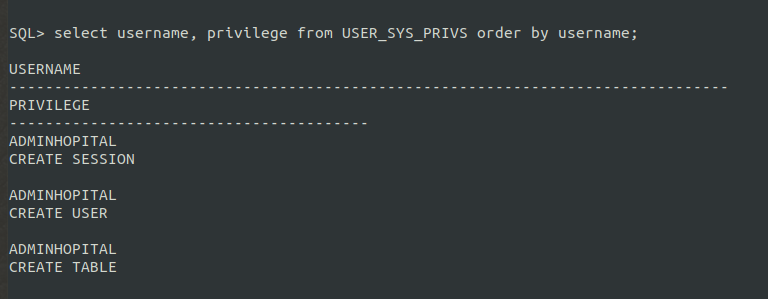 SQL> select username, privilege from USER_SYS_PRIVS order by username;
USERNAME
--------------------------------------------------------------------------------
PRIVILEGE
----------------------------------------
ADMINHOPITAL
CREATE SESSION
ADMINHOPITAL
CREATE USER
ADMINHOPITAL
CREATE TABLE